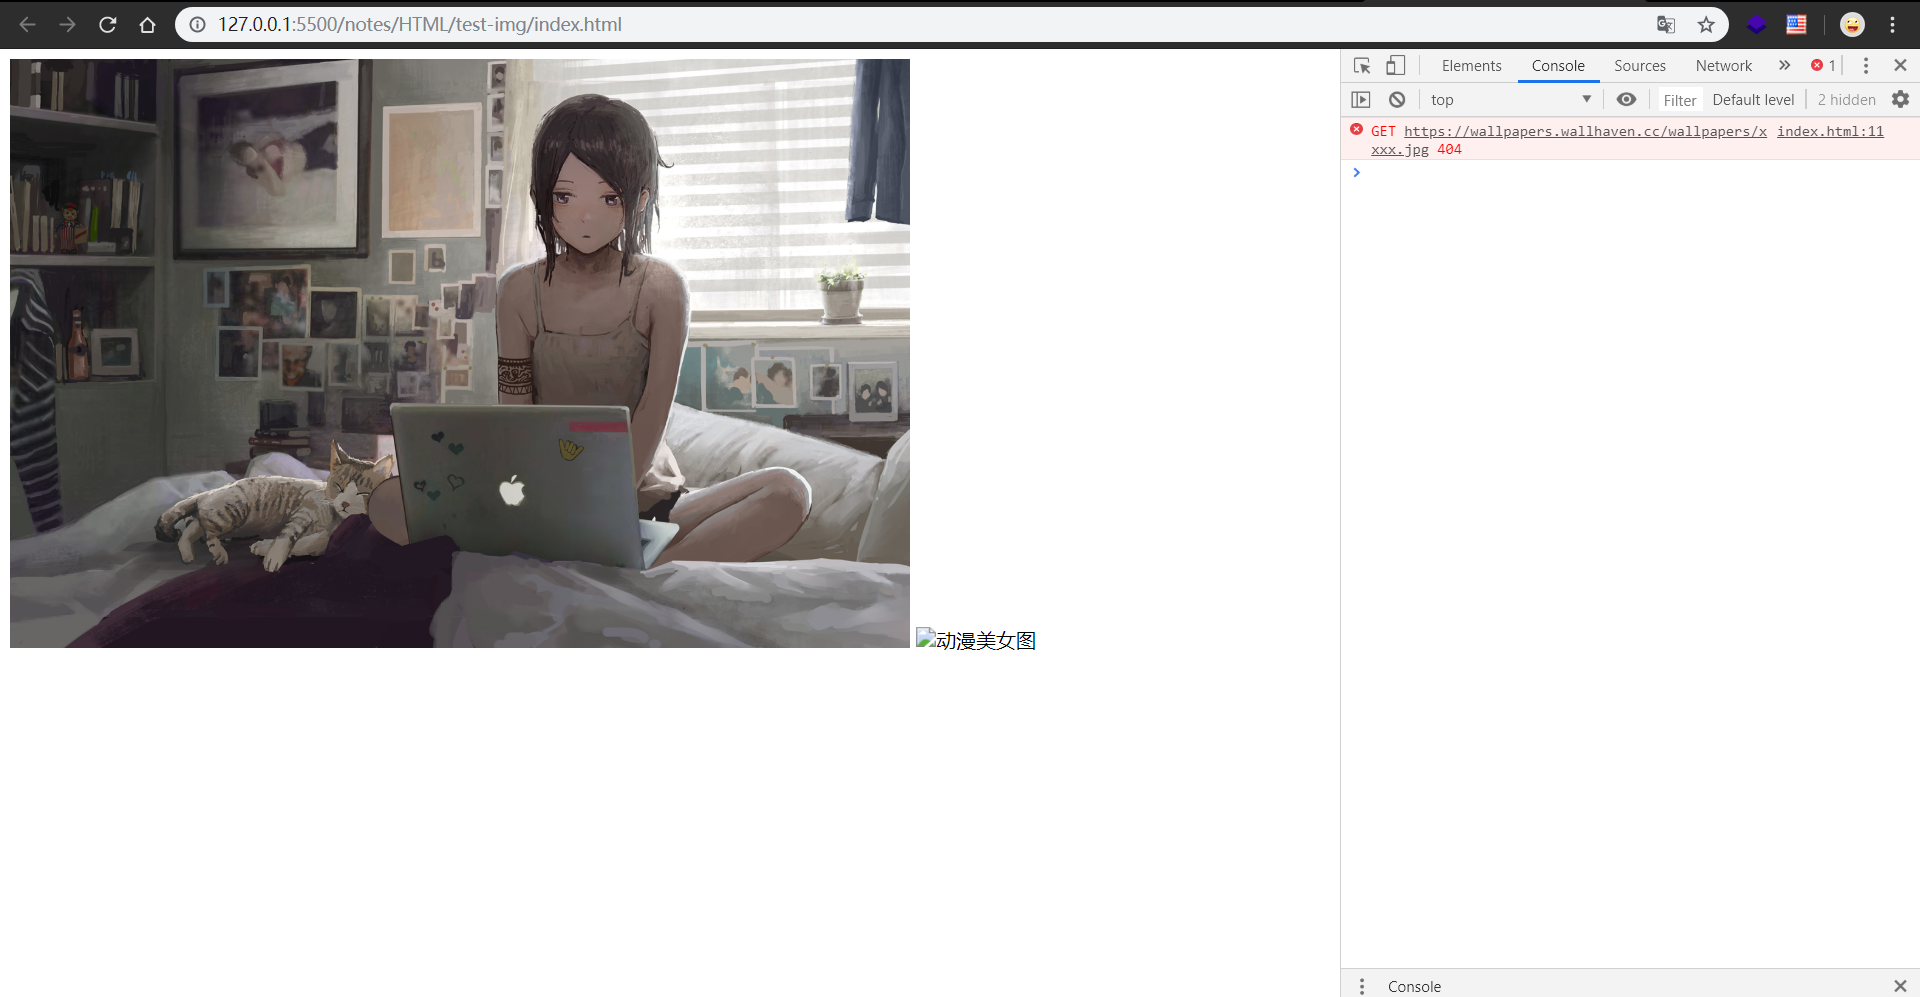 127.0.0.1:5500/notes/HTML/test-img/index.html
动漫美女图
Elements Console Sources Network 1
top Filter Default level 2 hidden
GET https://wallpapers.wallhaven.cc/wallpapers/x index.html:11
xxx.jpg 404
Console